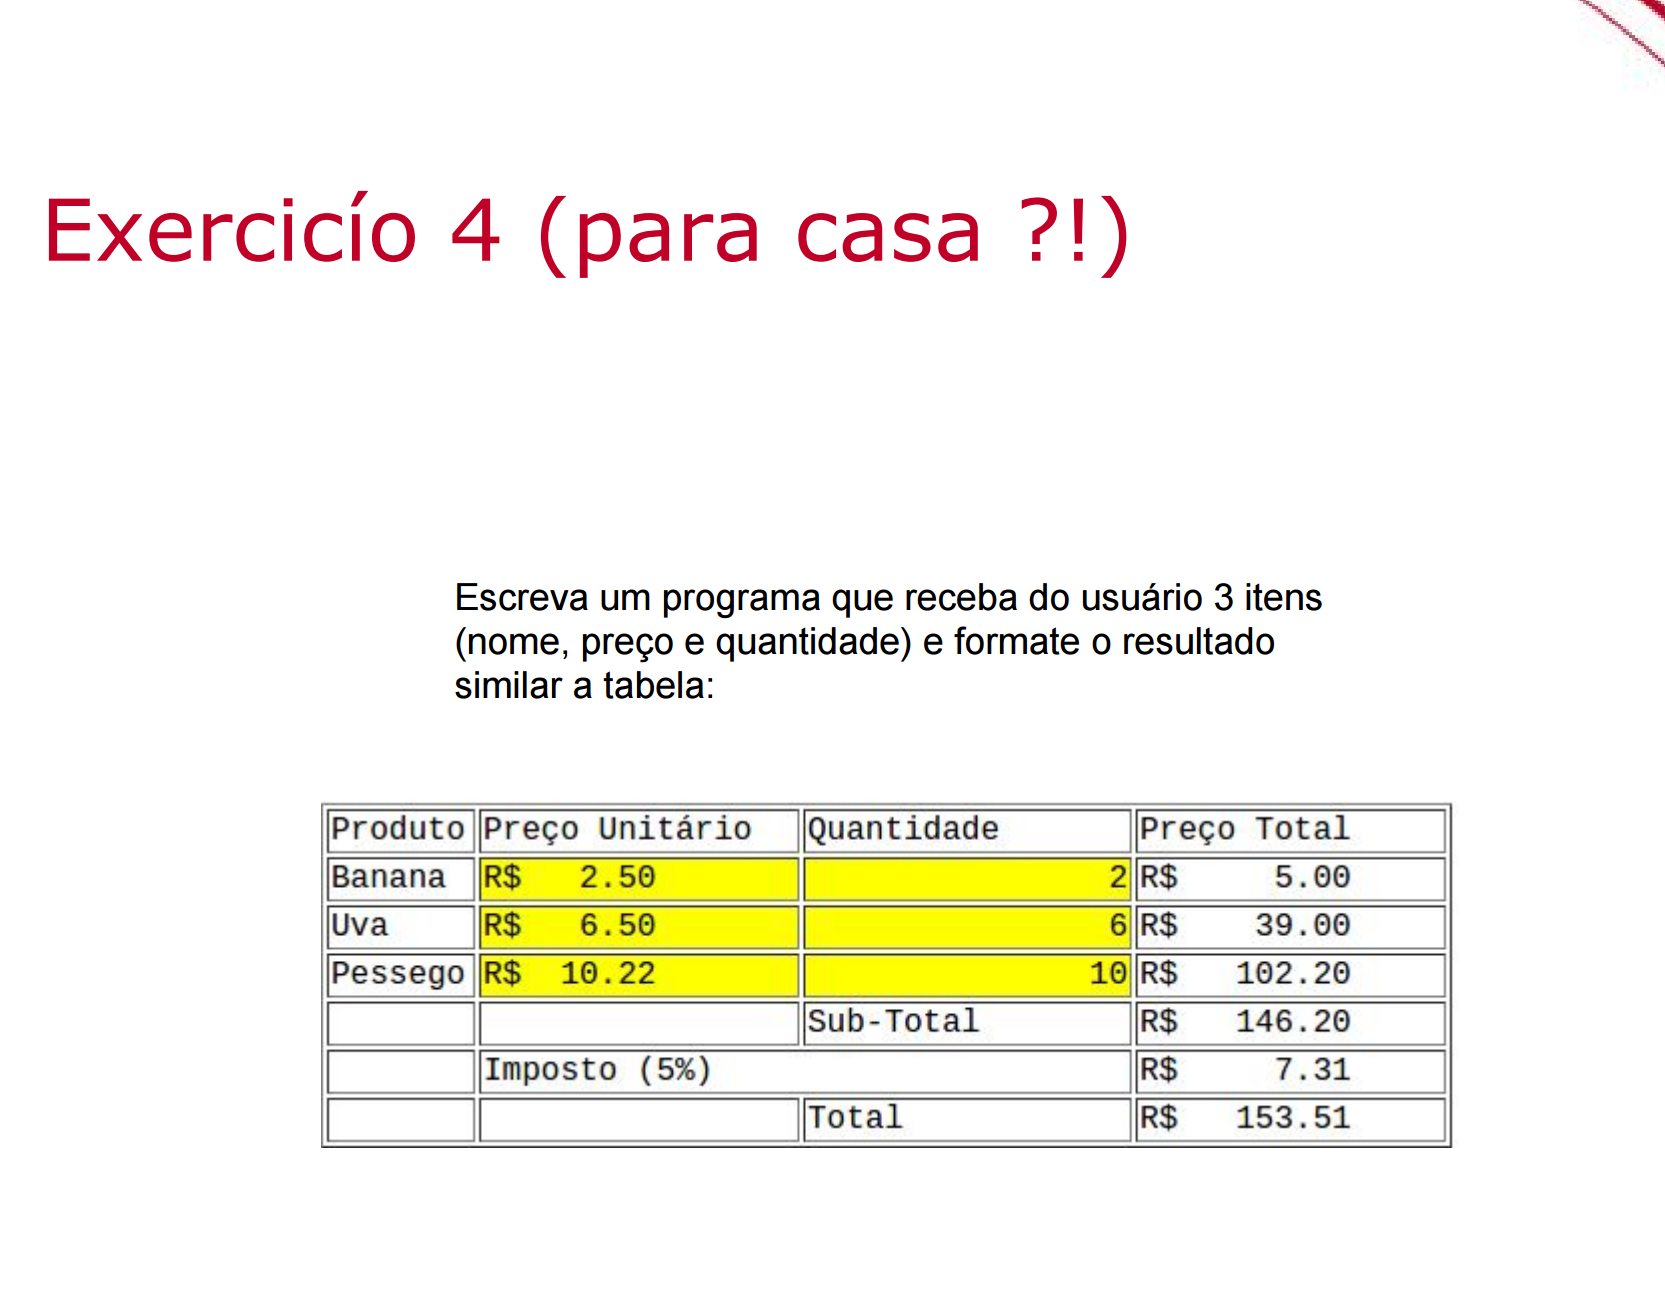 Exercicío 4 (para casa ?!)
Escreva um programa que receba do usuário 3 itens
(nome, preço e quantidade) e formate o resultado
similar a tabela:
Produto Preço Unitário Quantidade Preço Total
Banana R$ 2.50 2 R$ 5.00
Uva R$ 6.50 6 R$ 39.00
Pessego R$ 10.22 10 R$ 102.20
Sub-Total R$ 146.20
Imposto (5%) R$ 7.31
Total R$ 153.51